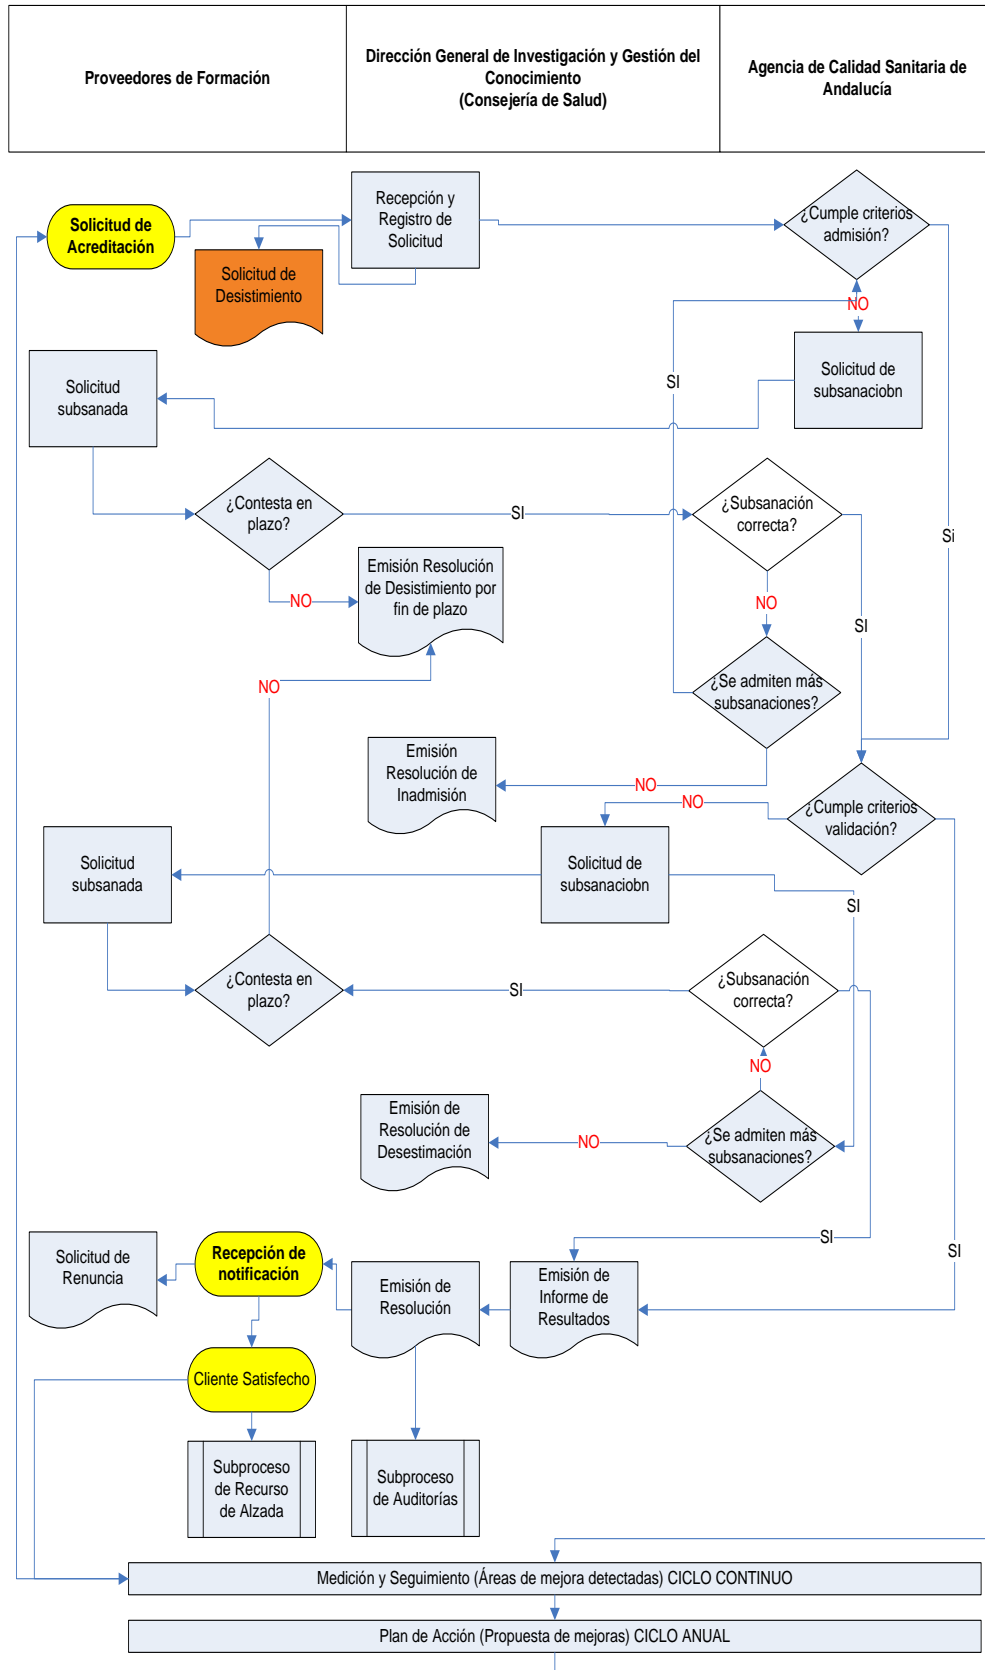 Proveedores de Formación
Dirección General de Investigación y Gestión del
Conocimiento
(Consejería de Salud)
Agencia de Calidad Sanitaria de
Andalucía
Solicitud de
Acreditación
Recepción y
Registro de
Solicitud
¿Cumple criterios
admisión?
Solicitud de
Desistimiento
NO
Solicitud de
subsanaciobn
SI
Solicitud
subsanada
¿Contesta en
plazo?
SI
¿Subsanación
correcta?
Si
Emisión Resolución
de Desistimiento por
fin de plazo
NO
NO
SI
NO
¿Se admiten más
subsanaciones?
Emisión
Resolución de
Inadmisión
NO
NO
¿Cumple criterios
validación?
Solicitud
subsanada
Solicitud de
subsanaciobn
SI
¿Contesta en
plazo?
SI
¿Subsanación
correcta?
NO
Emisión de
Resolución de
Desestimación
NO
¿Se admiten más
subsanaciones?
SI
SI
Solicitud de
Renuncia
Recepción de
notificación
Emisión de
Resolución
Emisión de
Informe de
Resultados
Cliente Satisfecho
Subproceso
de Recurso
de Alzada
Subproceso
de Auditorías
Medición y Seguimiento (Áreas de mejora detectadas) CICLO CONTINUO
Plan de Acción (Propuesta de mejoras) CICLO ANUAL